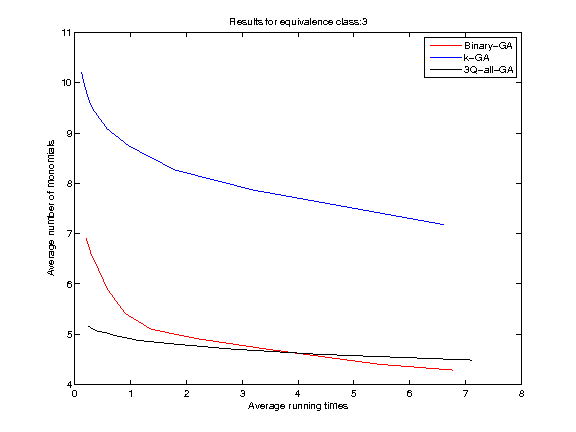 Results for equivalence class:3
Average number of monomials
11
10
9
8
7
6
5
4
Binary-GA
k-GA
3Q-all-GA
0 1 2 3 4 5 6 7 8
Average running times